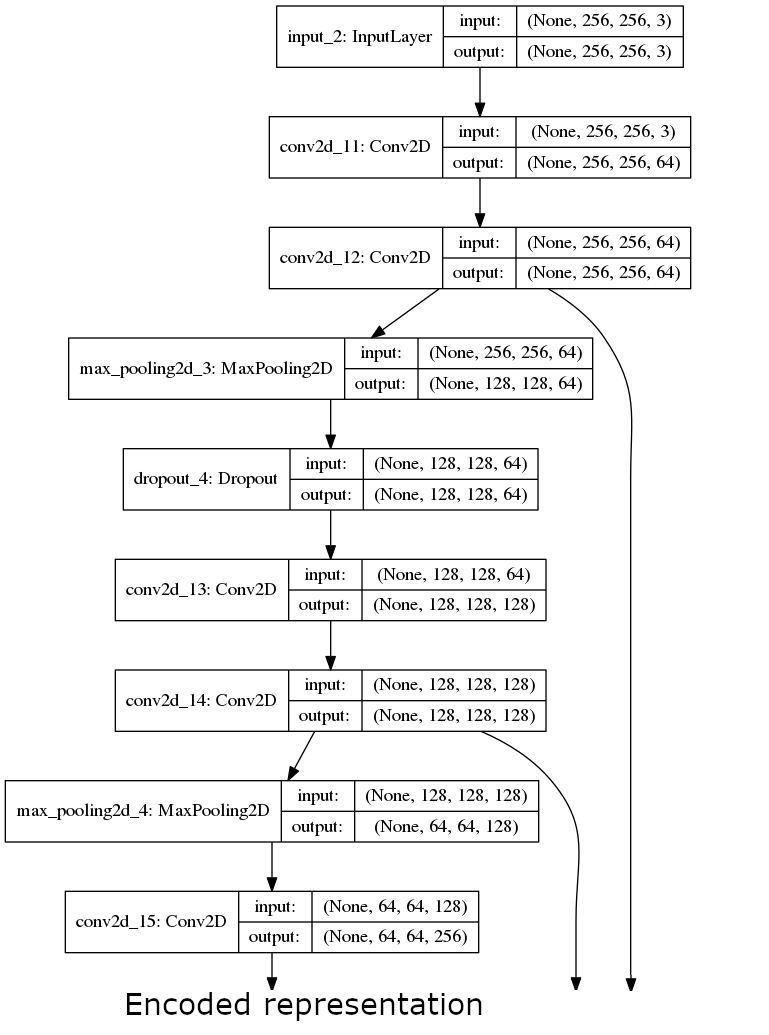 input_2: InputLayer
input:
(None, 256, 256, 3)
output:
(None, 256, 256, 3)
conv2d_11: Conv2D
input:
(None, 256, 256, 3)
output:
(None, 256, 256, 64)
conv2d_12: Conv2D
input:
(None, 256, 256, 64)
output:
(None, 256, 256, 64)
max_pooling2d_3: MaxPooling2D
input:
(None, 256, 256, 64)
output:
(None, 128, 128, 64)
dropout_4: Dropout
input:
(None, 128, 128, 64)
output:
(None, 128, 128, 64)
conv2d_13: Conv2D
input:
(None, 128, 128, 64)
output:
(None, 128, 128, 128)
conv2d_14: Conv2D
input:
(None, 128, 128, 128)
output:
(None, 128, 128, 128)
max_pooling2d_4: MaxPooling2D
input:
(None, 128, 128, 128)
output:
(None, 64, 64, 128)
conv2d_15: Conv2D
input:
(None, 64, 64, 128)
output:
(None, 64, 64, 256)
Encoded representation